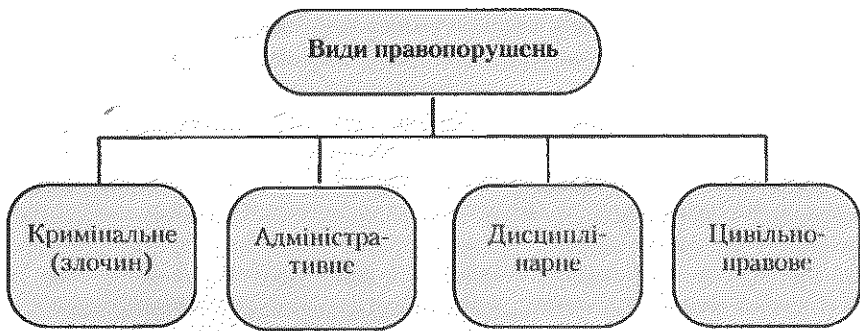 Види правопорушень
Кримінальне
(злочин)
Адміністра-
тивне
Дисциплі-
нарне
Цивільно-
правове